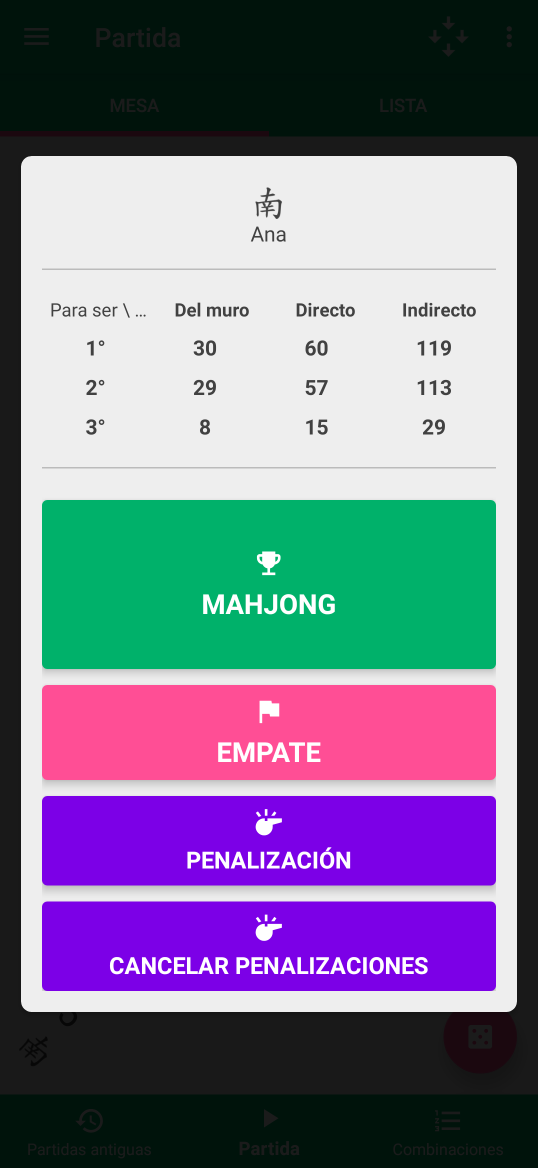 Partida
MESA LISTA
南
Ana
Para ser \ ... Del muro Directo Indirecto
1° 30 60 119
2° 29 57 113
3° 8 15 29
MAHJONG
EMPATE
PENALIZACIÓN
CANCELAR PENALIZACIONES
南
Partidas antiguas Partida Combinaciones